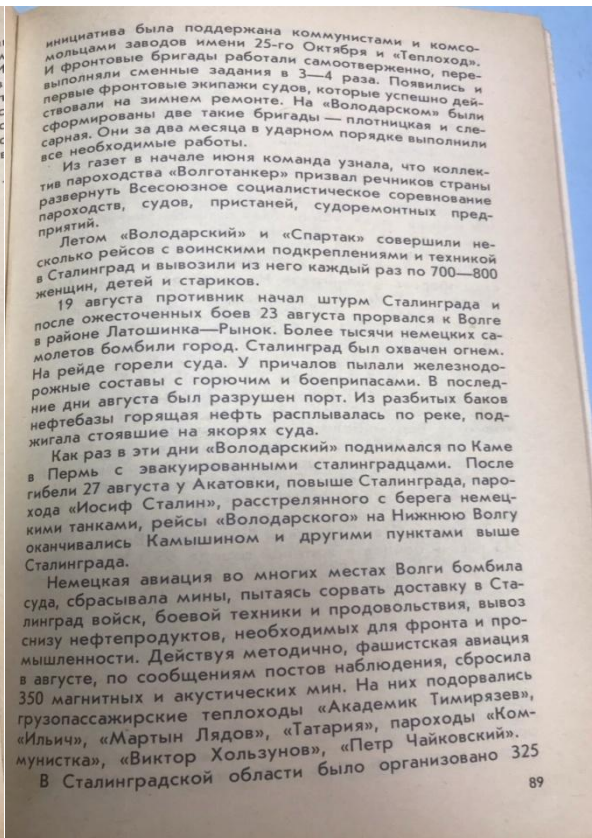 инициатива была поддержана коммунистами и комсо-
мольцами заводов имени 25-го Октября и «Теплоход».
И фронтовые бригады работали самоотверженно, пере-
выполняли сменные задания в 3—4 раза. Появились и
первые фронтовые экипажи судов, которые успешно дей-
ствовали на зимнем ремонте. На «Володарском» были
сформированы две такие бригады — плотницкая и сле-
сарная. Они за два месяца в ударном порядке выполнили
все необходимые работы.
Из газет в начале июня команда узнала, что коллек-
тив пароходства «Волготанкер» призвал речников страны
развернуть Всесоюзное социалистическое соревнование
пароходств, судов, пристаней, судоремонтных пред-
приятий.
Летом «Володарский» и «Спартак» совершили не-
сколько рейсов с воинскими подкреплениями и техникой
в Сталинград и вывозили из него каждый раз по 700—800
женщин, детей и стариков.
19 августа противник начал штурм Сталинграда и
после ожесточенных боев 23 августа прорвался к Волге
в районе Латошинка—Рынок. Более тысячи немецких са-
молетов бомбили город. Сталинград был охвачен огнем.
На рейде горели суда. У причалов пылали железнодо-
рожные составы с горючим и боеприпасами. В послед-
ние дни августа был разрушен порт. Из разбитых баков
нефтебазы горящая нефть расплывалась по реке, под-
жигала стоявшие на якорях суда.
Как раз в эти дни «Володарский» поднимался по Каме
в Пермь с эвакуированными сталинградцами. После
гибели 27 августа у Акатовки, повыше Сталинграда, паро-
хода «Иосиф Сталин», расстрелянного с берега немец-
кими танками, рейсы «Володарского» на Нижнюю Волгу
оканчивались Камышином и другими пунктами выше
Сталинграда.
Немецкая авиация во многих местах Волги бомбила
суда, сбрасывала мины, пытаясь сорвать доставку в Ста-
линград войск, боевой техники и продовольствия, вывоз
снизу нефтепродуктов, необходимых для фронта и про-
мышленности. Действуя методично, фашистская авиация
в августе, по сообщениям постов наблюдения, сбросила
350 магнитных и акустических мин. На них подорвались
грузопассажирские теплоходы «Академик Тимирязев»,
«Ильич», «Мартын Лядов», «Татария», пароходы «Ком-
мунистка», «Виктор Хользунов», «Петр Чайковский».
В Сталинградской области было организовано 325
89